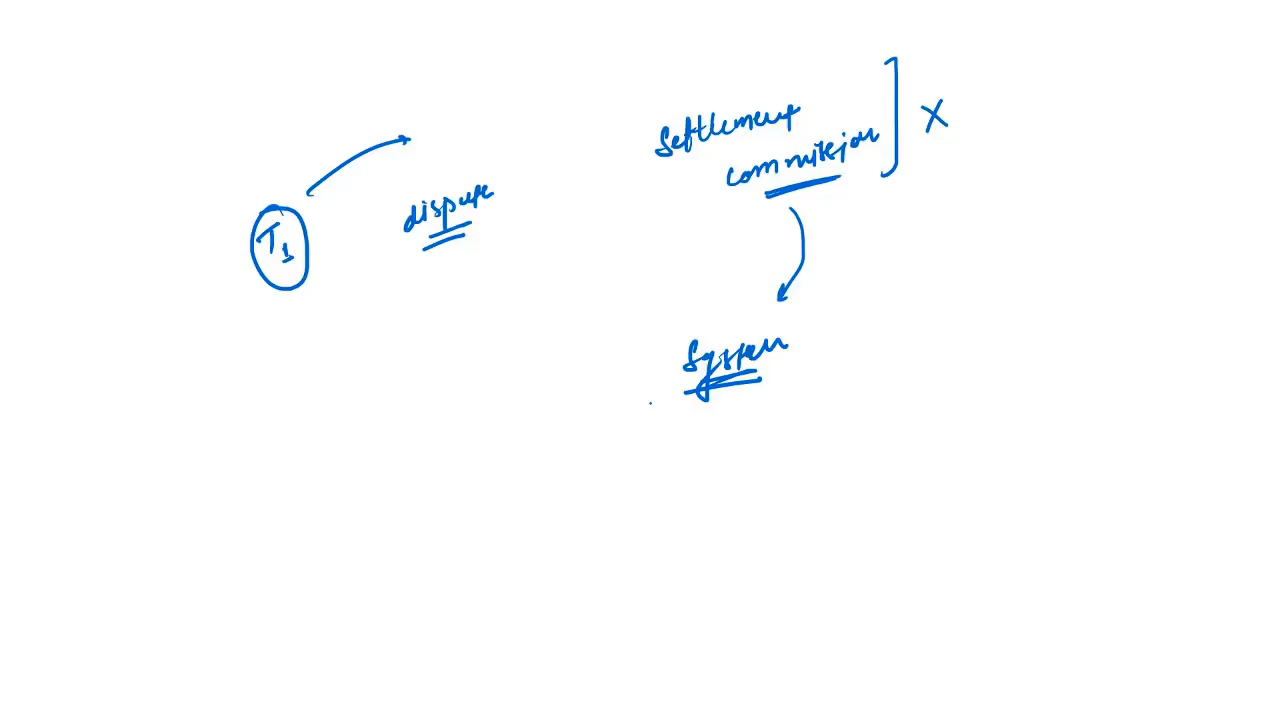 Settlement
commission
X
T1
dispute
System